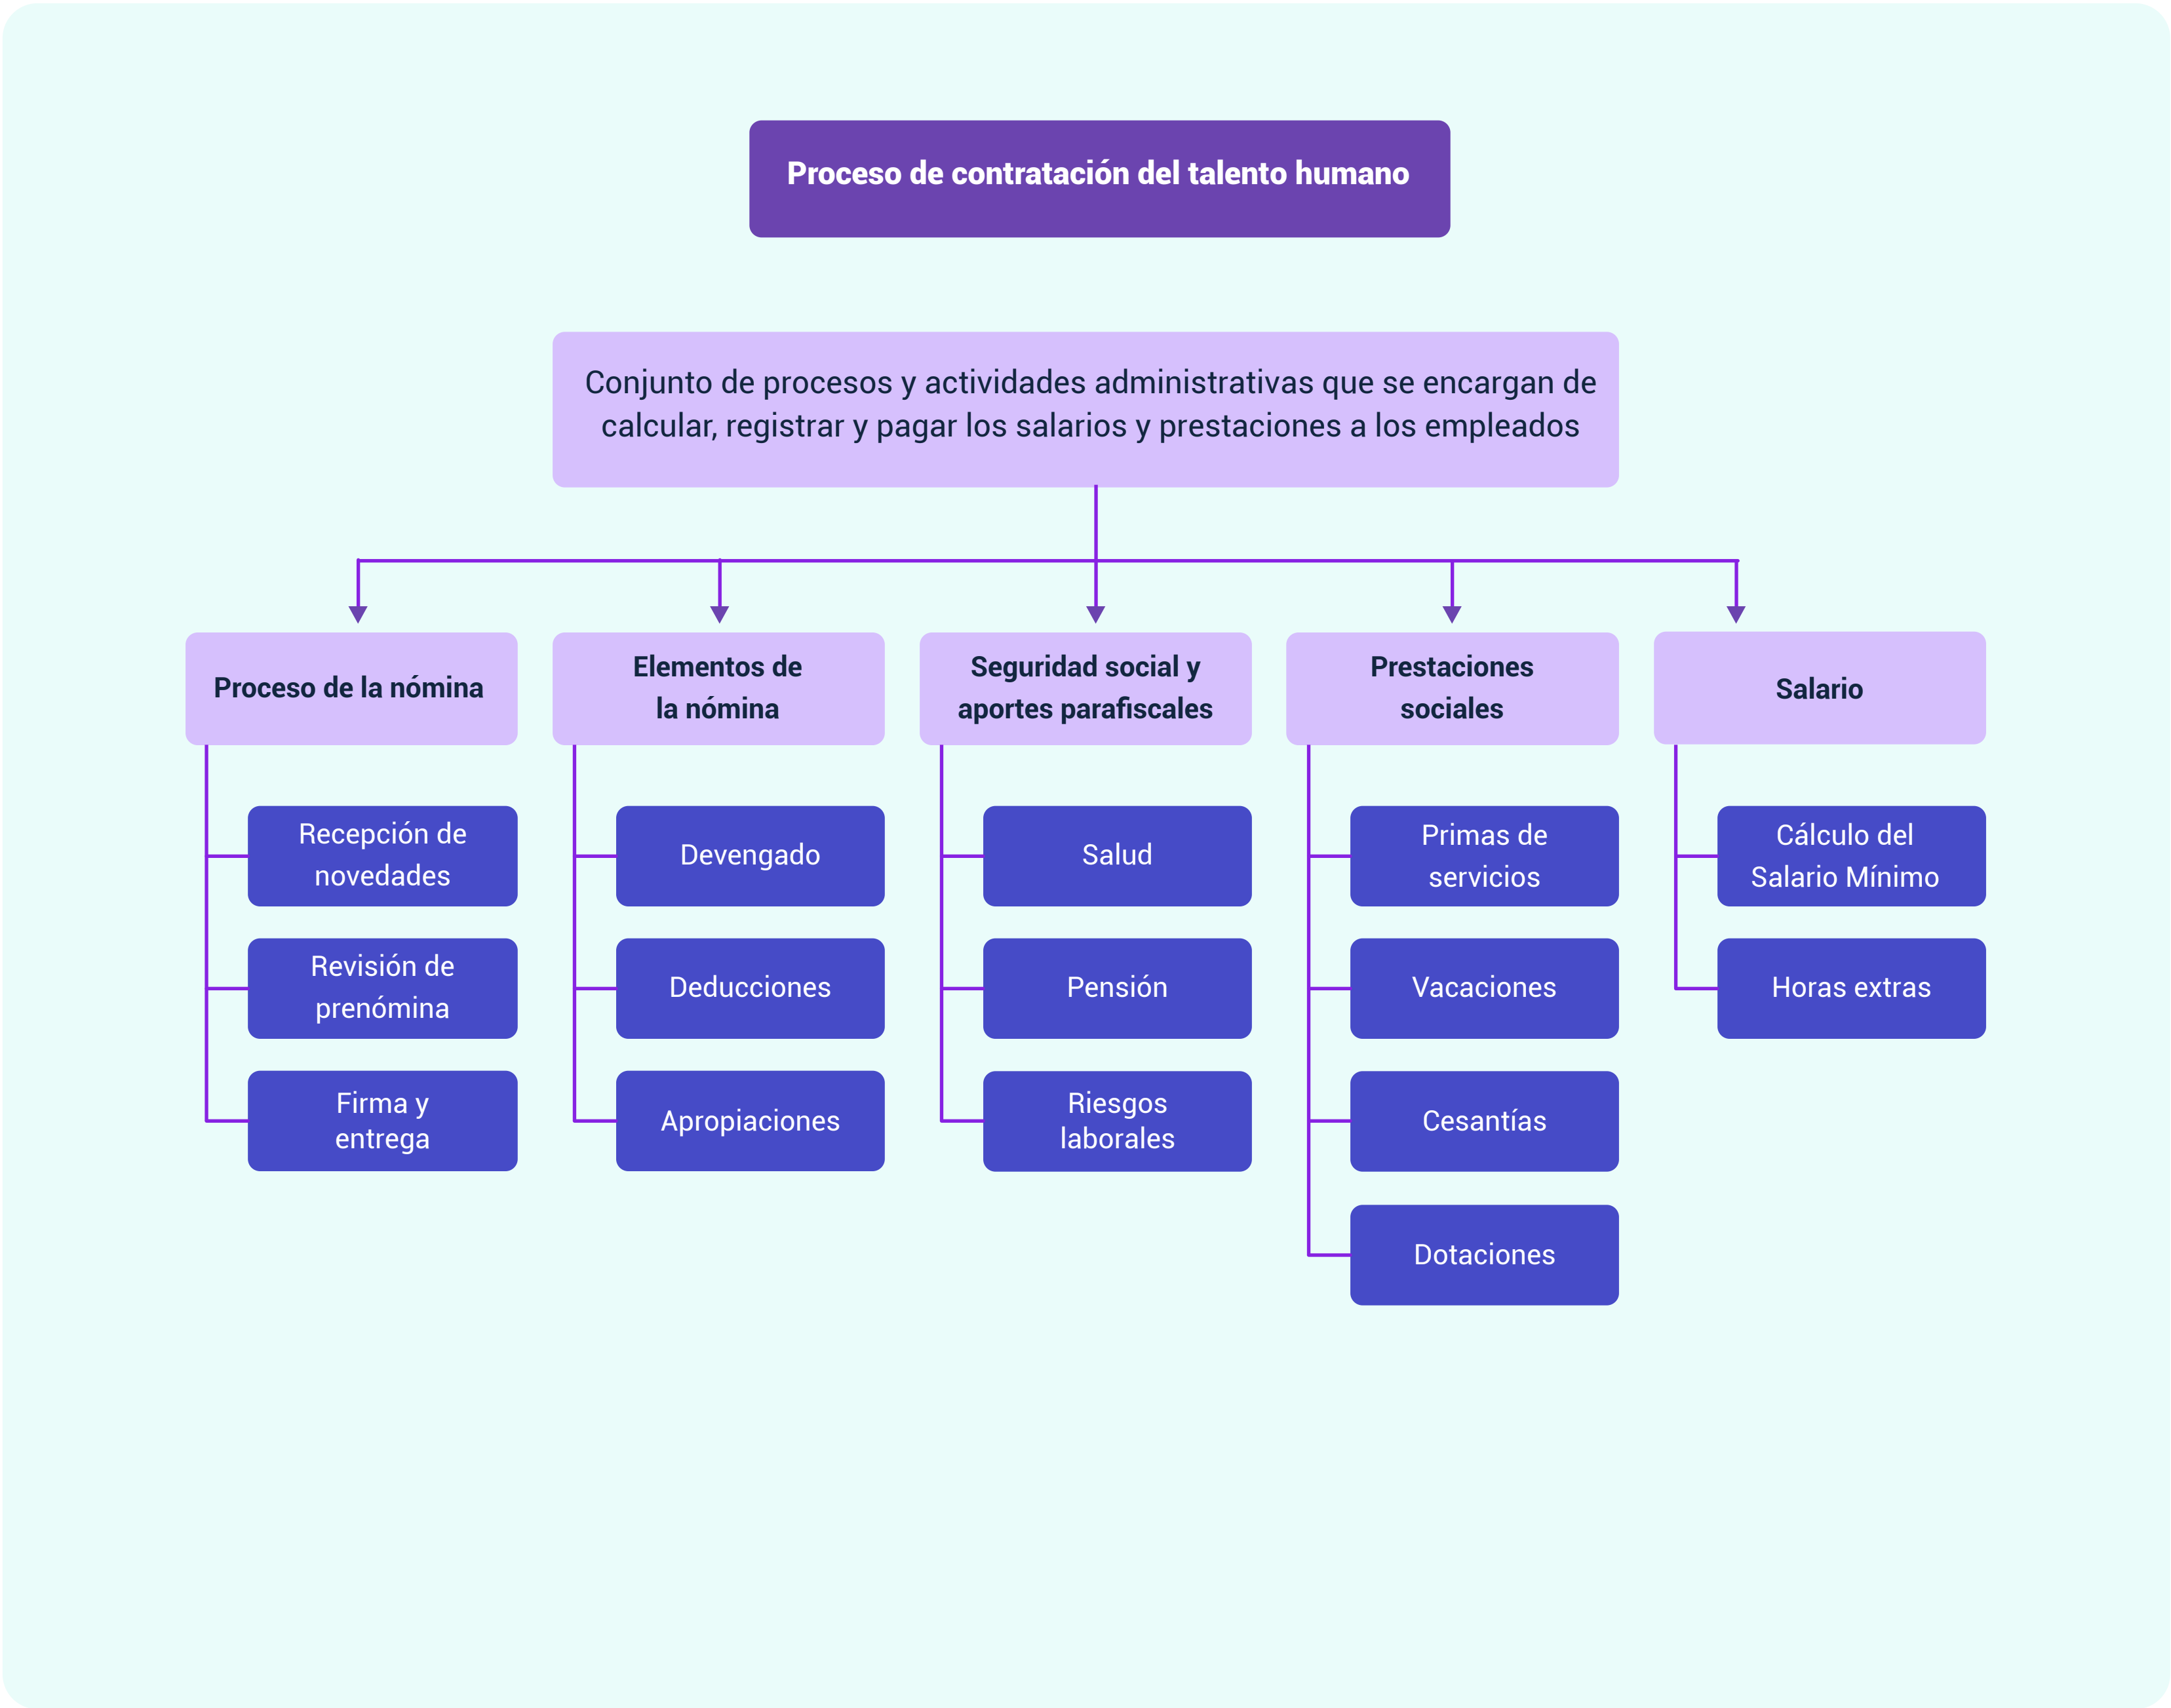 Proceso de contratación del talento humano
Conjunto de procesos y actividades administrativas que se encargan de
calcular, registrar y pagar los salarios y prestaciones a los empleados
Proceso de la nómina
Recepción de
novedades
Revisión de
prenómina
Firma y
entrega
Elementos de
la nómina
Devengado
Deducciones
Apropiaciones
Seguridad social y
aportes parafiscales
Salud
Pensión
Riesgos
laborales
Prestaciones
sociales
Primas de
servicios
Vacaciones
Cesantías
Dotaciones
Salario
Cálculo del
Salario Mínimo
Horas extras